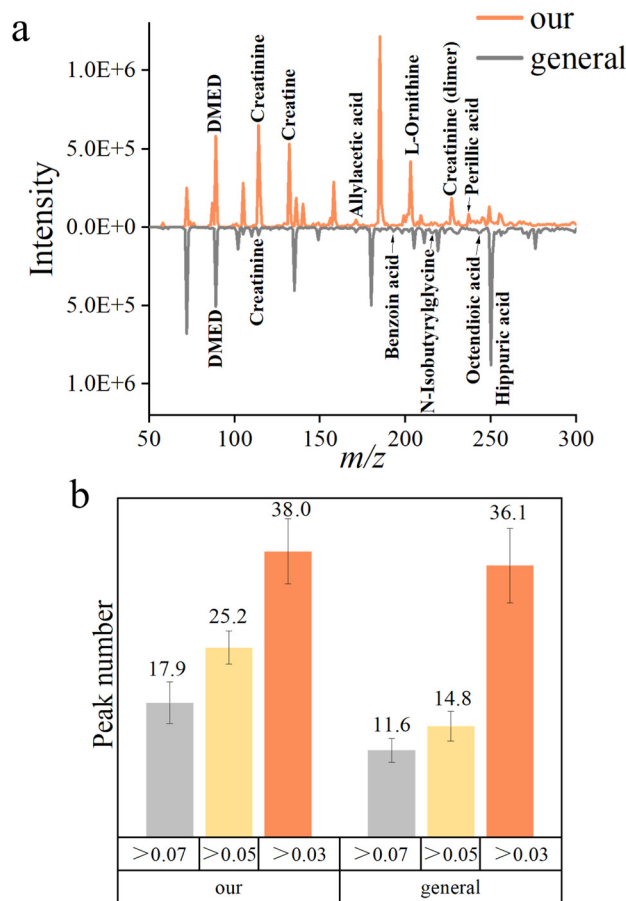 a
our
general
1.0E+6
5.0E+5
0.0E+0
5.0E+5
1.0E+6
Intensity
DMED
Creatinine
Creatine
Allylacetic acid
L-Ornithine
Creatinine (dimer)
Perillic acid
DMED
Creatinine
Benzoin acid
N-Isobutyrylglycine
Octendioic acid
Hippuric acid
50 100 150 200 250 300
m/z
b
Peak number
17.9 25.2 38.0 11.6 14.8 36.1
>0.07 >0.05 >0.03 >0.07 >0.05 >0.03
our general